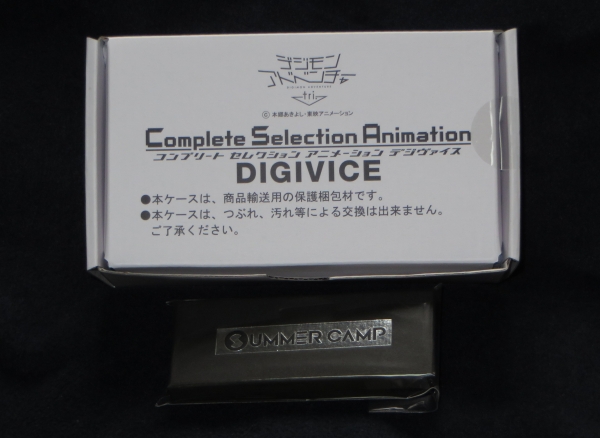 デジモン
アドベンチャー
DIGIMON ADVENTURE
tri.
©本郷あきよし・東映アニメーション
Complete Selection Animation
コンプリート セレクション アニメーション デジヴァイス
DIGIVICE
●本ケースは、商品輸送用の保護梱包材です。
●本ケースは、つぶれ、汚れ等による交換は出来ません。
ご了承ください。
SUMMER CAMP